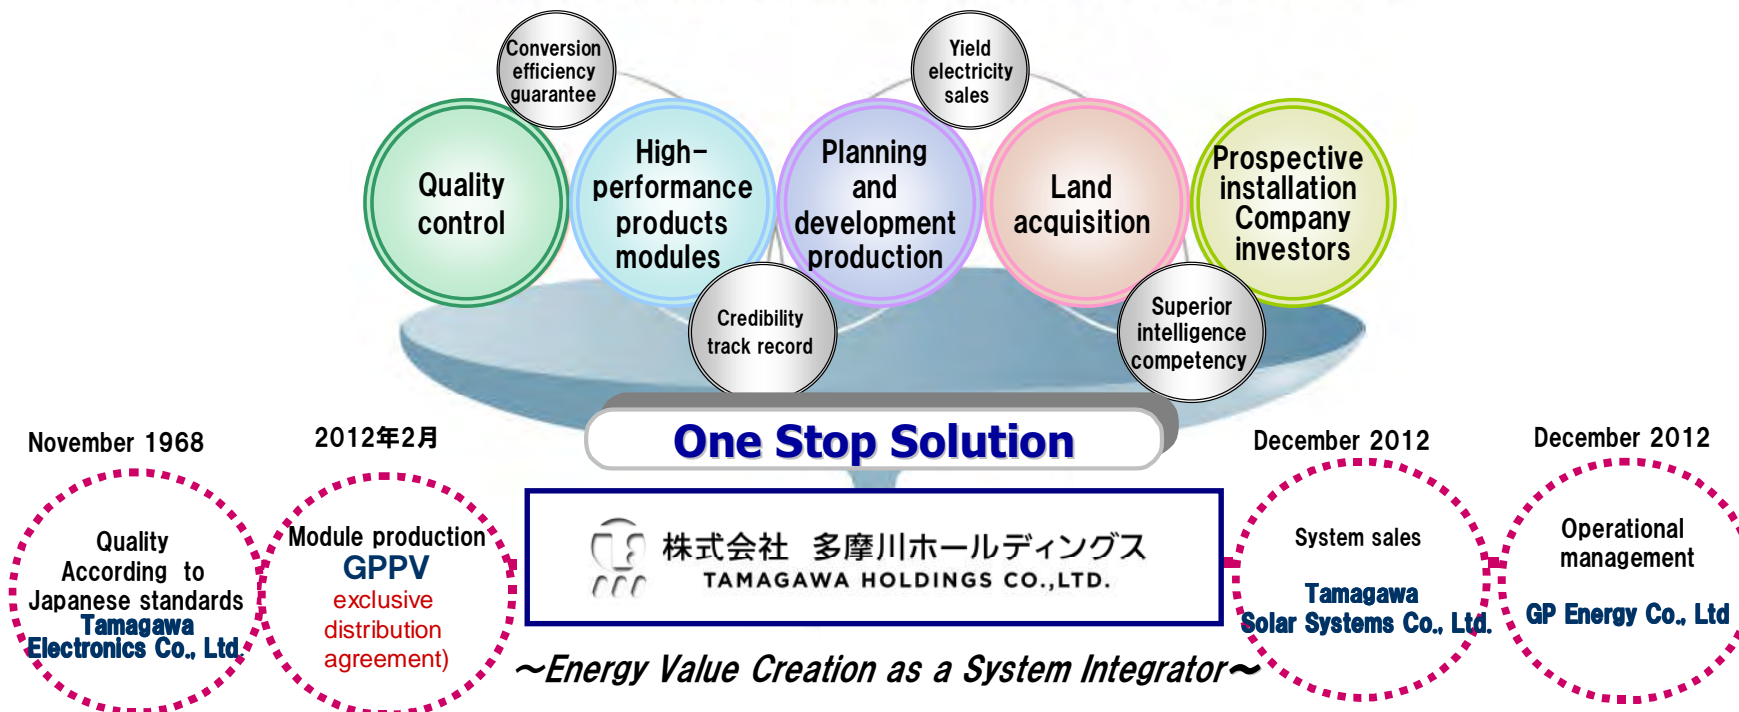 Conversion
efficiency
guarantee
Yield
electricity
sales
Quality
control
High-
performance
products
modules
Planning
and
development
production
Land
acquisition
Prospective
installation
Company
investors
Credibility
track record
Superior
intelligence
competency
One Stop Solution
November 1968
Quality
According to
Japanese standards
Tamagawa
Electronics Co., Ltd.
2012年2月
Module production
GPPV
exclusive
distribution
agreement)
株式会社 多摩川ホールディングス
TAMAGAWA HOLDINGS CO.,LTD.
～Energy Value Creation as a System Integrator～
December 2012
System sales
Tamagawa
Solar Systems Co., Ltd.
December 2012
Operational
management
GP Energy Co., Ltd